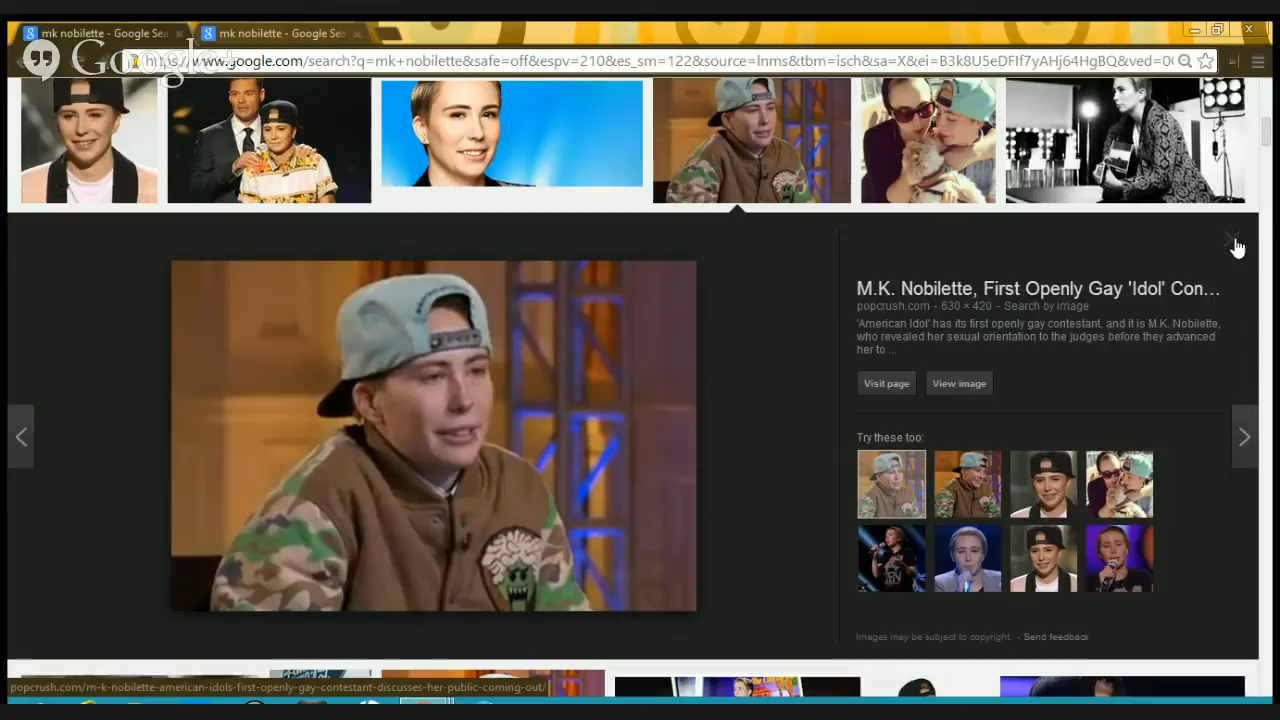 mk nobilette - Google Sea
mk nobilette - Google Sea
Google+
https://www.google.com/search?q=mk+nobilette&safe=off&espv=210&es_sm=122&source=lnms&tbm=isch&sa=X&ei=
M.K. Nobilette, First Openly Gay 'Idol' Con...
popcrush.com - 630 × 420 - Search by image
'American Idol' has its first openly gay contestant, and it is M.K. Nobilette,
who revealed her sexual orientation to the judges before they advanced
her to ...
Visit page
View image
Try these too:
Images may be subject to copyright. - Send feedback
popcrush.com/m-k-nobilette-american-idols-first-openly-gay-contestant-discusses-her-public-coming-out/